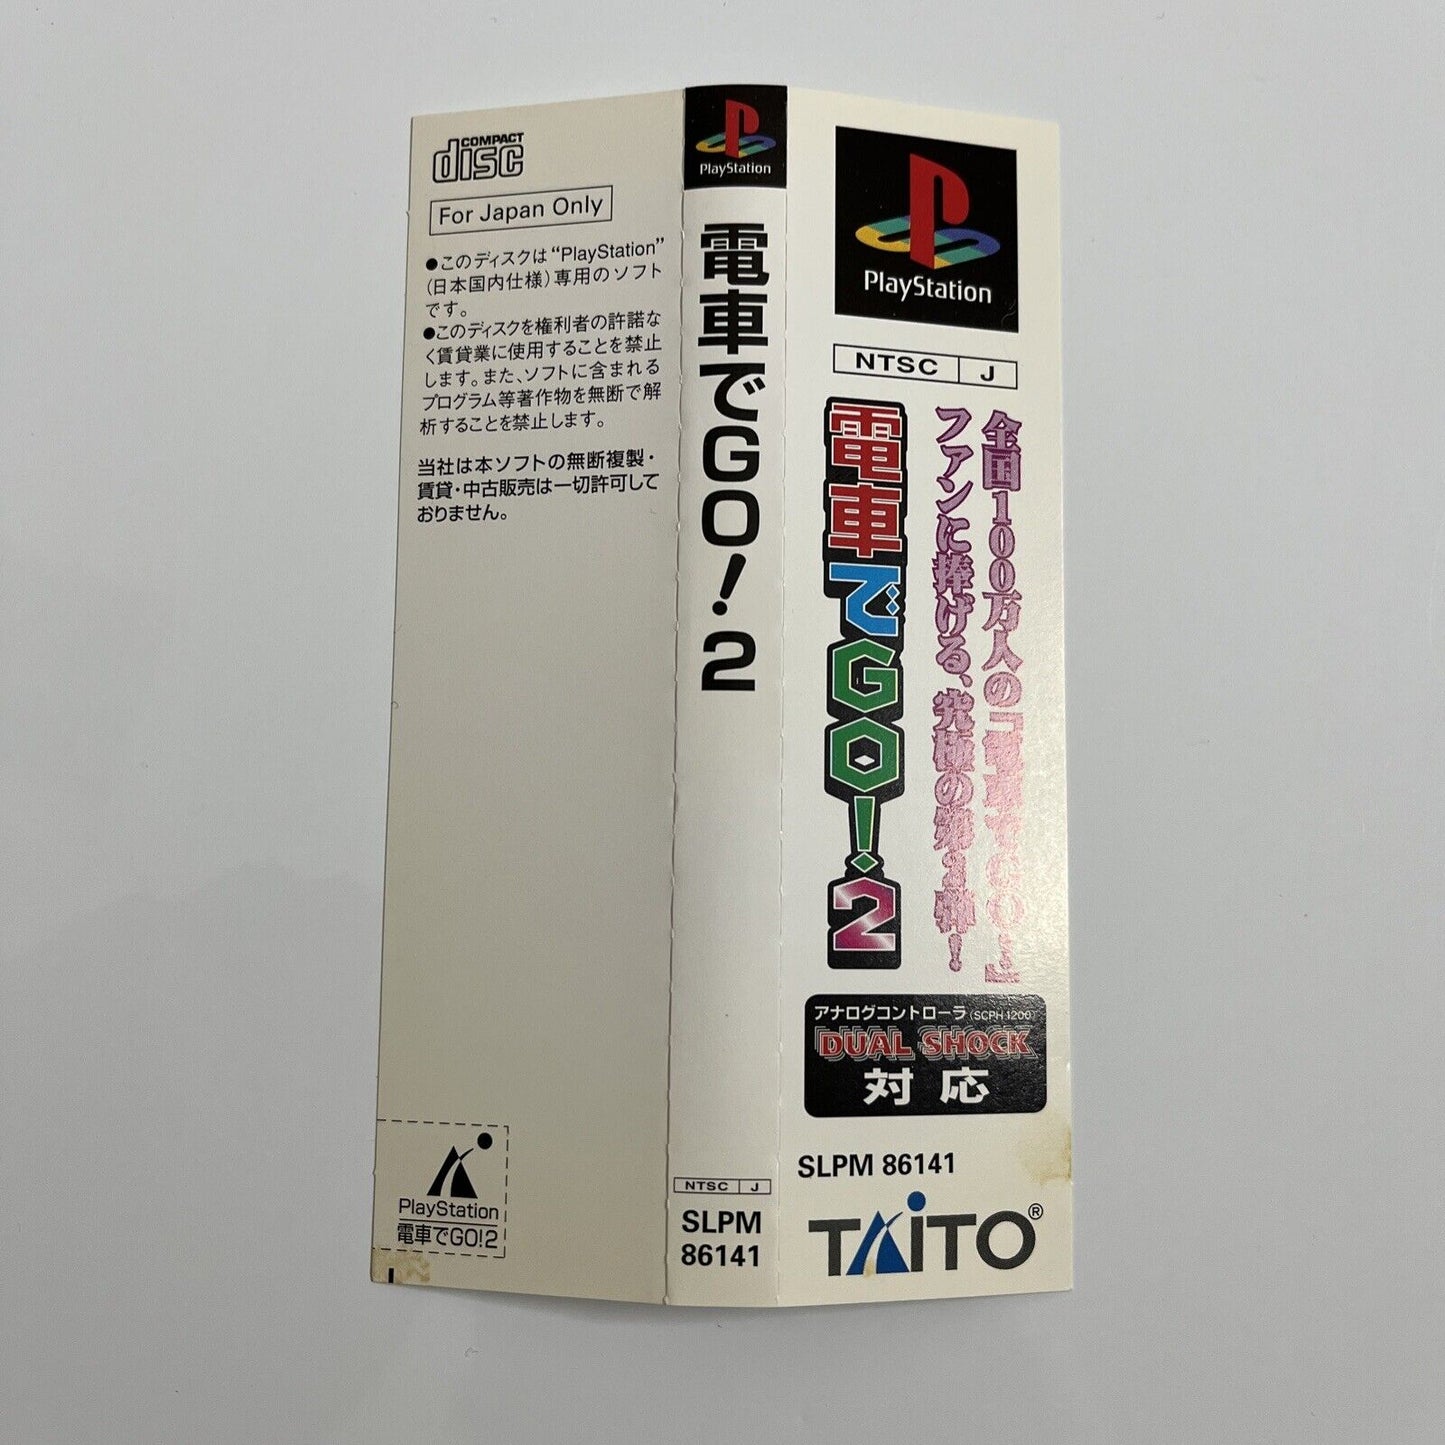 COMPACT
disc
For Japan Only
●このディスクは“PlayStation”
(日本国内仕様)専用のソフト
です。
●このディスクを権利者の許諾な
く賃貸業に使用することを禁止
します。また、ソフトに含まれる
プログラム等著作物を無断で解
析することを禁止します。
当社は本ソフトの無断複製・
賃貸・中古販売は一切許可して
おりません。
PlayStation
電車でGO!2
PlayStation
電車でGO!2
NTSC J
SLPM
86141
PlayStation
NTSC J
全国100万人の『電車でGO!』
ファンに捧げる、究極の第2弾!
電車でGO!2
アナログコントローラ(SCPH-1200)
DUAL SHOCK
対応
SLPM 86141
TAITO®